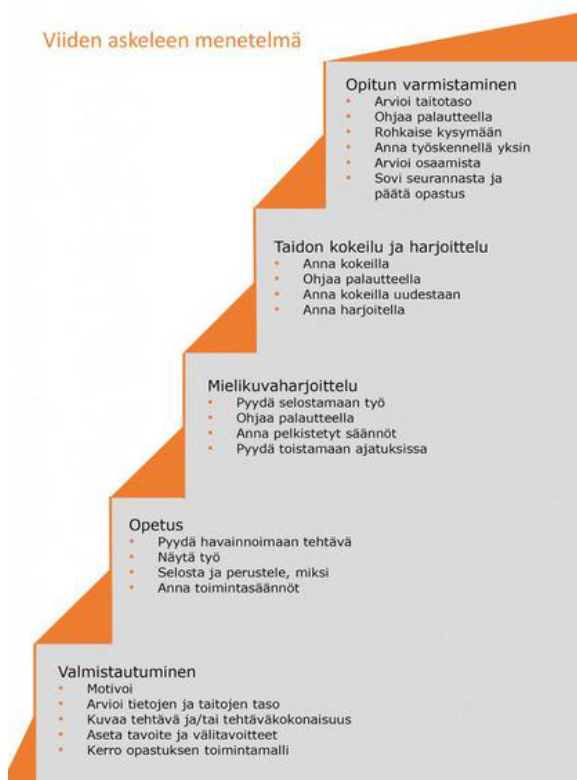 Viiden askeleen menetelmä
Opitun varmistaminen
• Arvioi taitotaso
• Ohjaa palautteella
• Rohkaise kysymään
• Anna työskennellä yksin
• Arvioi osaamista
• Sovi seurannasta ja
päätä opastus
Taidon kokeilu ja harjoittelu
• Anna kokeilla
• Ohjaa palautteella
• Anna kokeilla uudestaan
• Anna harjoitella
Mielikuvaharjoittelu
• Pyydä selostamaan työ
• Ohjaa palautteella
• Anna pelkistetyt säännöt
• Pyydä toistamaan ajatuksissa
Opetus
• Pyydä havainnoimaan tehtävä
• Näytä työ
• Selosta ja perustele, miksi
• Anna toimintasäännöt
Valmistautuminen
• Motivoi
• Arvioi tietojen ja taitojen taso
• Kuvaa tehtävä ja/tai tehtäväkokonaisuus
• Aseta tavoite ja välitavoitteet
• Kerro opastuksen toimintamalli